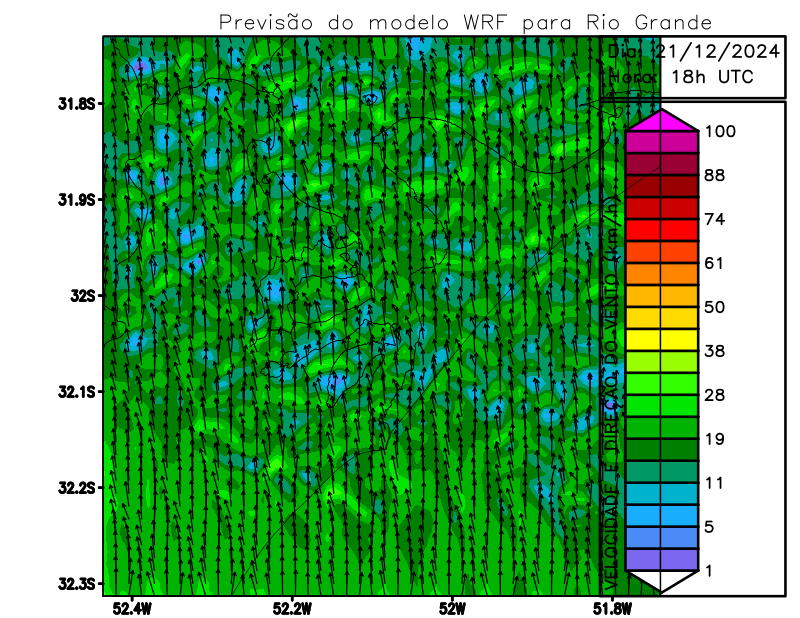 Previsão do modelo WRF para Rio Grande
Dia: 21/12/2024
Hora: 18h UTC
31.8S
31.9S
32S
32.1S
32.2S
32.3S
52.4W
52.2W
52W
51.8W
VELOCIDADE E DIREÇÃO DO VENTO (km/h)
100
88
74
61
50
38
28
19
11
5
1